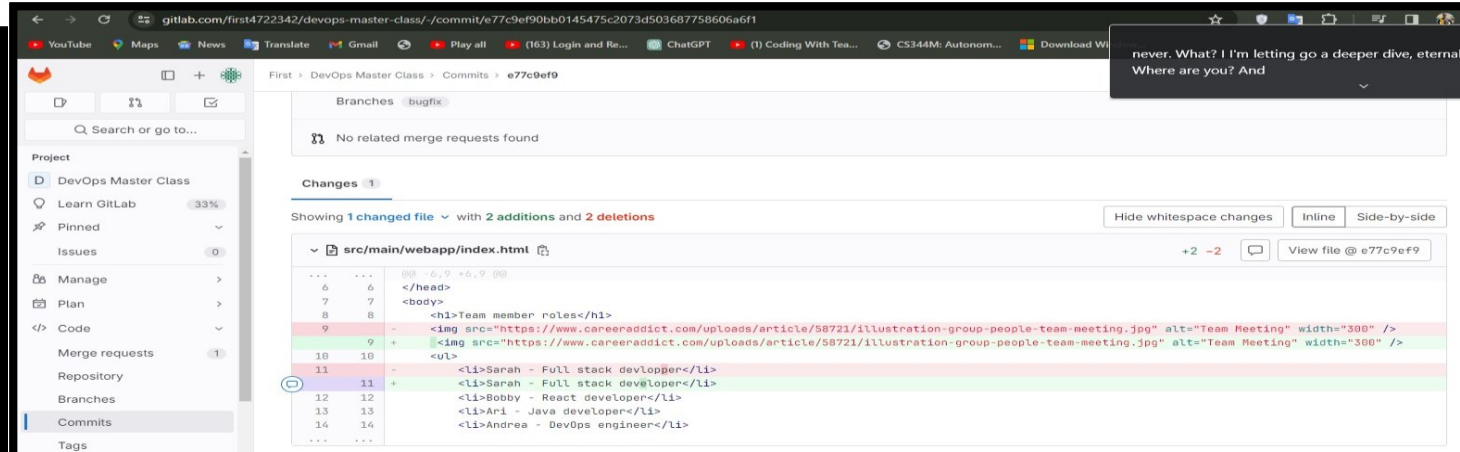 gitlab.com/first4722342/devops-master-class/-/commit/e77c9ef90bb0145475c2073d503687758606a6f1
YouTube Maps News Translate Gmail Play all (163) Login and Re... ChatGPT (1) Coding With Tea... CS344M: Autonom... Download Wi
never. What? I I'm letting go a deeper dive, eternal
Where are you? And
First > DevOps Master Class > Commits > e77c9ef9
Branches bugfix
No related merge requests found
Search or go to...
Project
D DevOps Master Class
Learn GitLab 33%
Pinned
Issues 0
Manage
Plan
Code
Merge requests 1
Repository
Branches
Commits
Tags
Changes 1
Showing 1 changed file with 2 additions and 2 deletions
Hide whitespace changes Inline Side-by-side
src/main/webapp/index.html +2 -2 View file @ e77c9ef9
... ... @@ -6,9 +6,9 @@
6 6 </head>
7 7 <body>
8 8 <h1>Team member roles</h1>
9 - <img src="https://www.careeraddict.com/uploads/article/58721/illustration-group-people-team-meeting.jpg" alt="Team Meeting" width="300" />
9 + <img src="https://www.careeraddict.com/uploads/article/58721/illustration-group-people-team-meeting.jpg" alt="Team Meeting" width="300" />
10 10 <ul>
11 - <li>Sarah - Full stack devlopper</li>
11 + <li>Sarah - Full stack developer</li>
12 12 <li>Bobby - React developer</li>
13 13 <li>Ari - Java developer</li>
14 14 <li>Andrea - DevOps engineer</li>
... ...